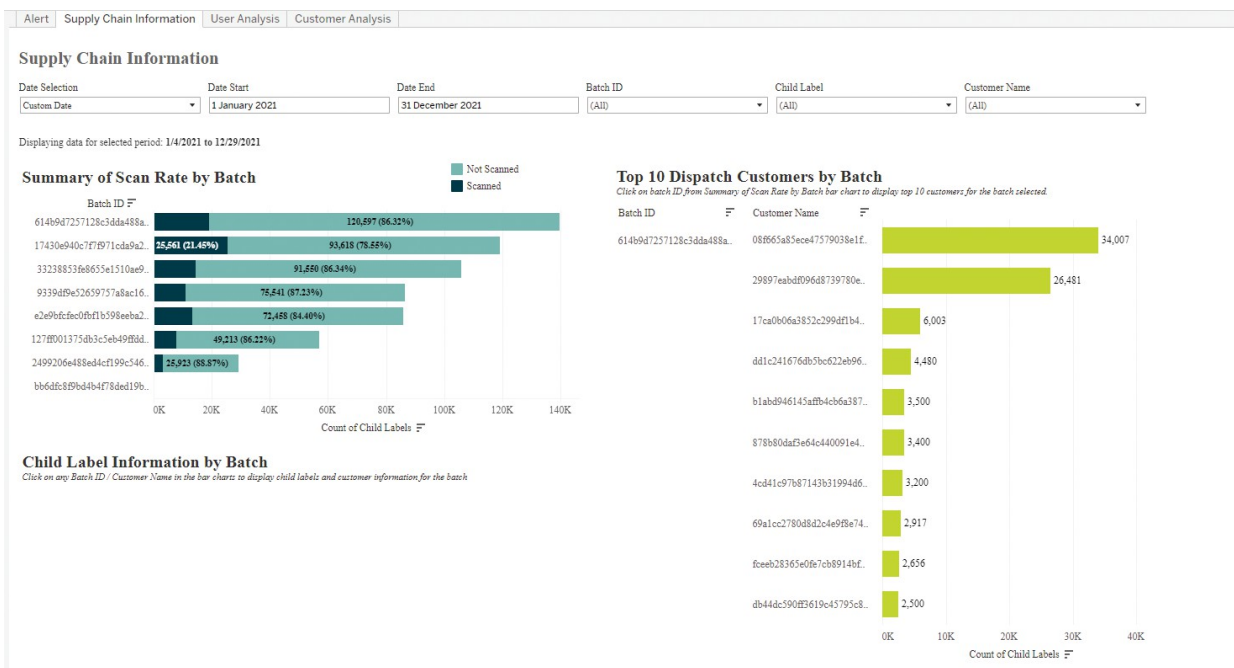 Alert Supply Chain Information User Analysis Customer Analysis
Supply Chain Information
Date Selection Date Start Date End Batch ID Child Label Customer Name
Custom Date 1 January 2021 31 December 2021 (All) (All) (All)
Displaying data for selected period: 1/4/2021 to 12/29/2021
Summary of Scan Rate by Batch
Not Scanned
Scanned
Batch ID
614b9d7257128c3dda488a.. 120,597 (86.32%)
17430e940c7f7f971cda9a2.. 25,561 (21.45%) 93,618 (78.55%)
33238853fe8655e1510ae9.. 91,550 (86.34%)
9339df9e52659757a8ac16.. 75,541 (87.23%)
e2e9bfcfec0fbf1b598eeba2.. 72,458 (84.40%)
127ff001375db3c5eb49ffdd.. 49,213 (86.22%)
2499206e488ed4cf199c546.. 25,923 (88.87%)
bb6dfc8f9bd4b4f78ded19b..
0K 20K 40K 60K 80K 100K 120K 140K
Count of Child Labels
Child Label Information by Batch
Click on any Batch ID / Customer Name in the bar charts to display child labels and customer information for the batch
Top 10 Dispatch Customers by Batch
Click on batch ID from Summary of Scan Rate by Batch bar chart to display top 10 customers for the batch selected.
Batch ID Customer Name
614b9d7257128c3dda488a.. 08f665a85ece47579038e1f.. 34,007
29897eabdf096d8739780e.. 26,481
17ca0b06a3852c299df1b4.. 6,003
dd1c241676db5bc622eb96.. 4,480
b1abd946145affb4cb6a387.. 3,500
878b80daf3e64c440091e4.. 3,400
4cd41c97b87143b31994d6.. 3,200
69a1cc2780d8d2c4e9f8e74.. 2,917
fceeb28365e0fe7cb8914bf.. 2,656
db44dc590ff3619c45795c8.. 2,500
0K 10K 20K 30K 40K
Count of Child Labels